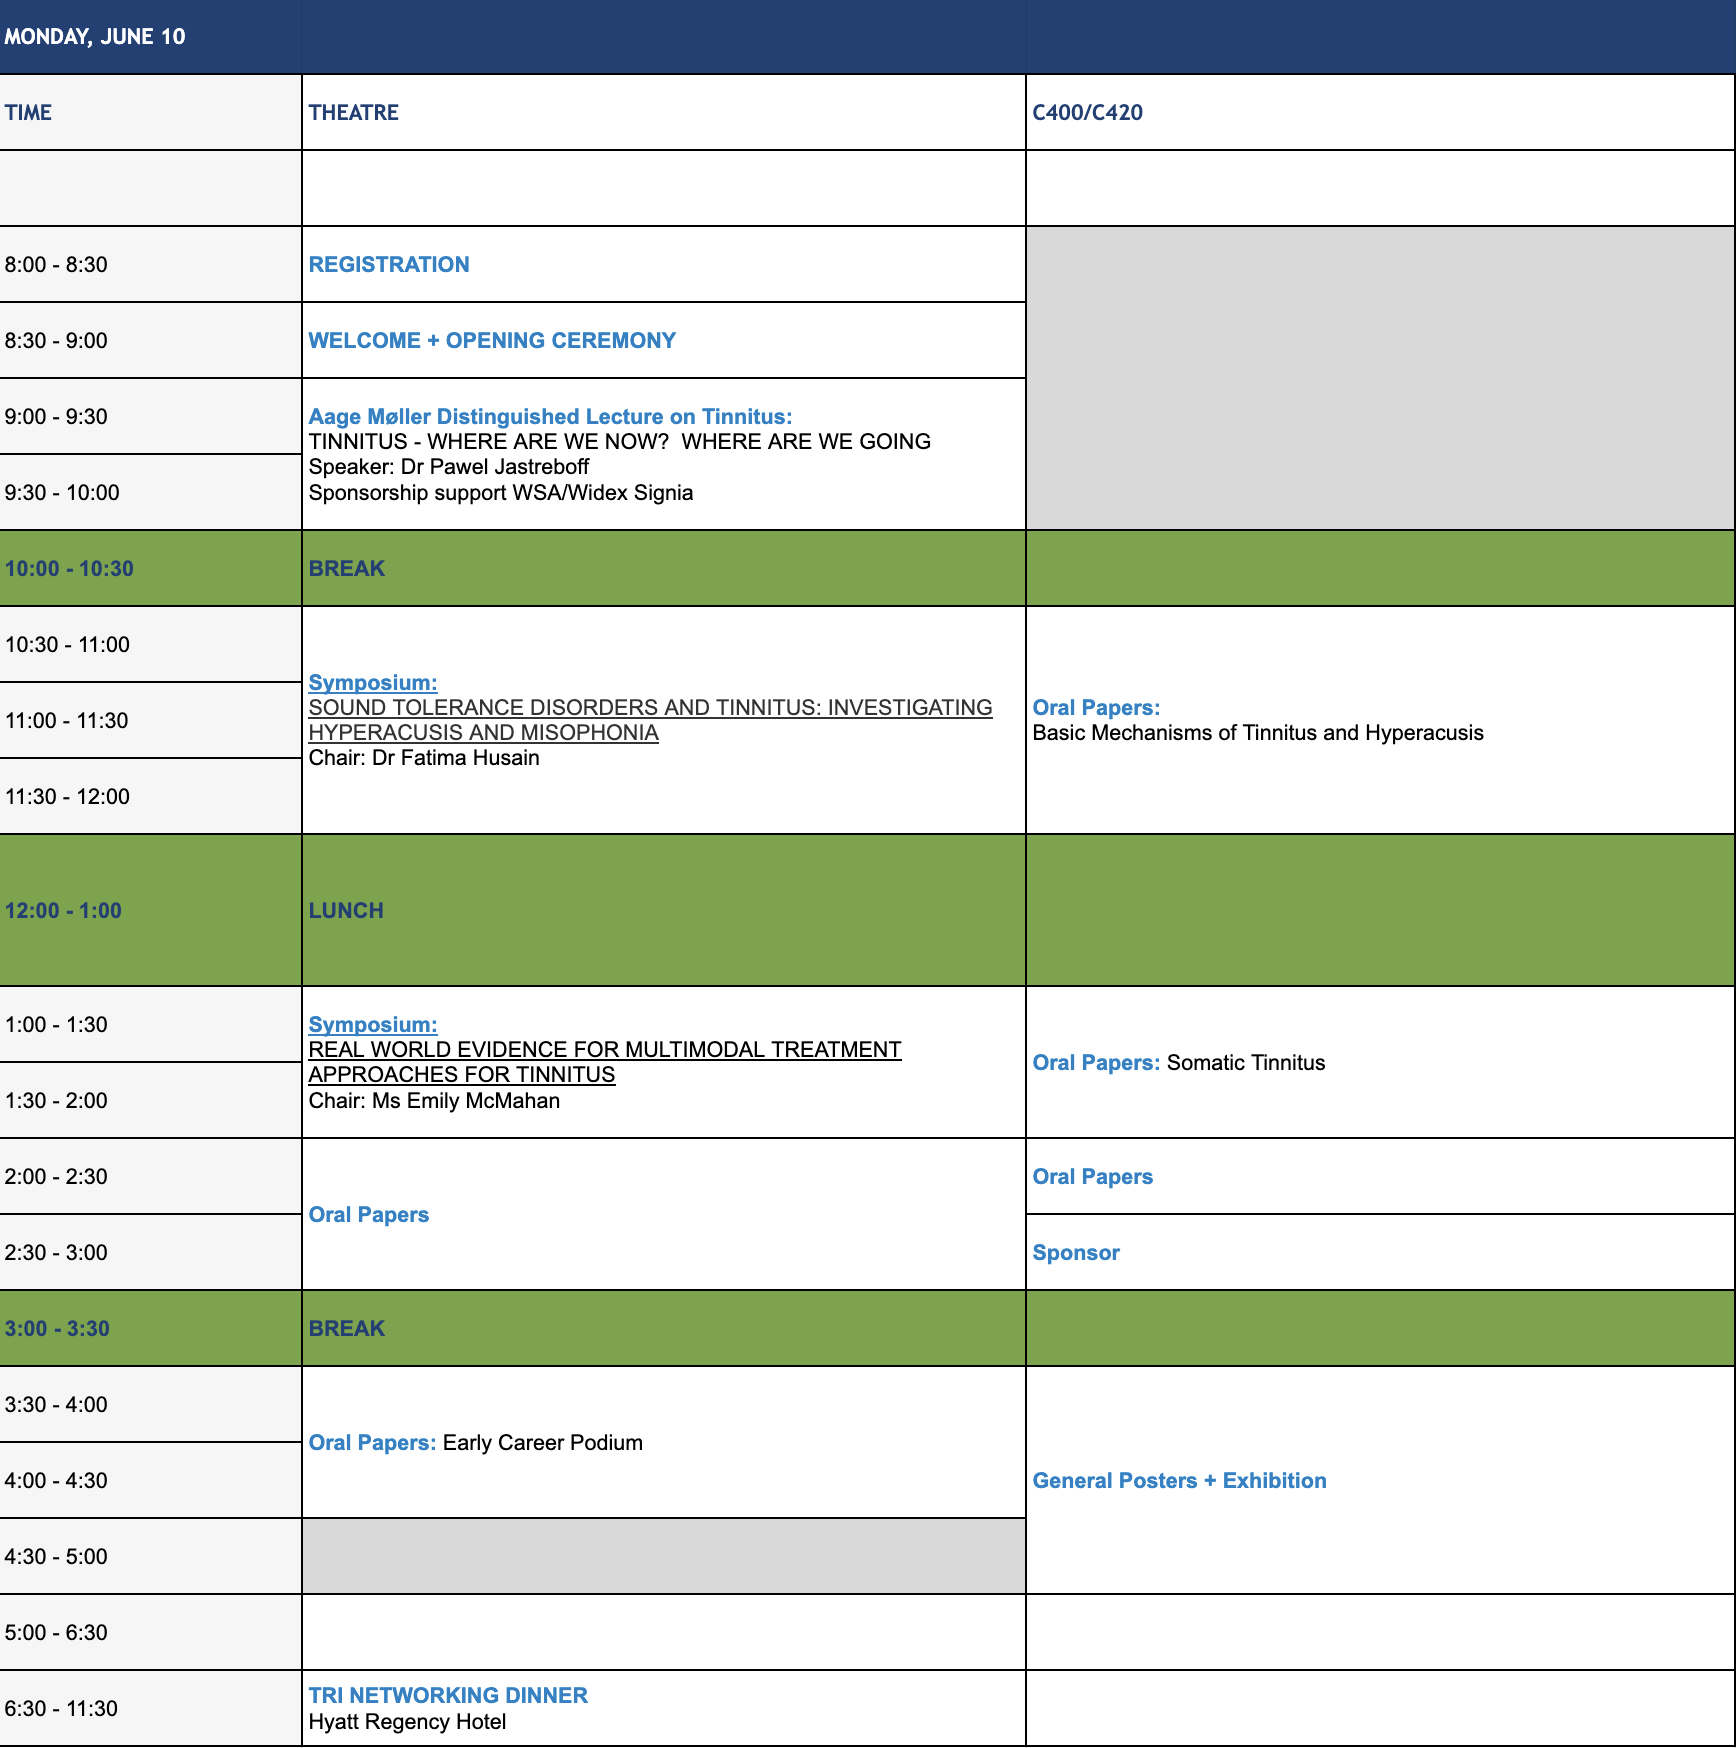 MONDAY, JUNE 10
TIME
THEATRE
C400/C420
8:00 - 8:30
REGISTRATION
8:30 - 9:00
WELCOME + OPENING CEREMONY
9:00 - 9:30
9:30 - 10:00
Aage Møller Distinguished Lecture on Tinnitus:
TINNITUS - WHERE ARE WE NOW?  WHERE ARE WE GOING
Speaker: Dr Pawel Jastreboff
Sponsorship support WSA/Widex Signia
10:00 - 10:30
BREAK
10:30 - 11:00
11:00 - 11:30
11:30 - 12:00
Symposium:
SOUND TOLERANCE DISORDERS AND TINNITUS: INVESTIGATING
HYPERACUSIS AND MISOPHONIA
Chair: Dr Fatima Husain
Oral Papers:
Basic Mechanisms of Tinnitus and Hyperacusis
12:00 - 1:00
LUNCH
1:00 - 1:30
1:30 - 2:00
Symposium:
REAL WORLD EVIDENCE FOR MULTIMODAL TREATMENT
APPROACHES FOR TINNITUS
Chair: Ms Emily McMahan
Oral Papers: Somatic Tinnitus
2:00 - 2:30
2:30 - 3:00
Oral Papers
Oral Papers
Sponsor
3:00 - 3:30
BREAK
3:30 - 4:00
4:00 - 4:30
4:30 - 5:00
Oral Papers: Early Career Podium
General Posters + Exhibition
5:00 - 6:30
6:30 - 11:30
TRI NETWORKING DINNER
Hyatt Regency Hotel